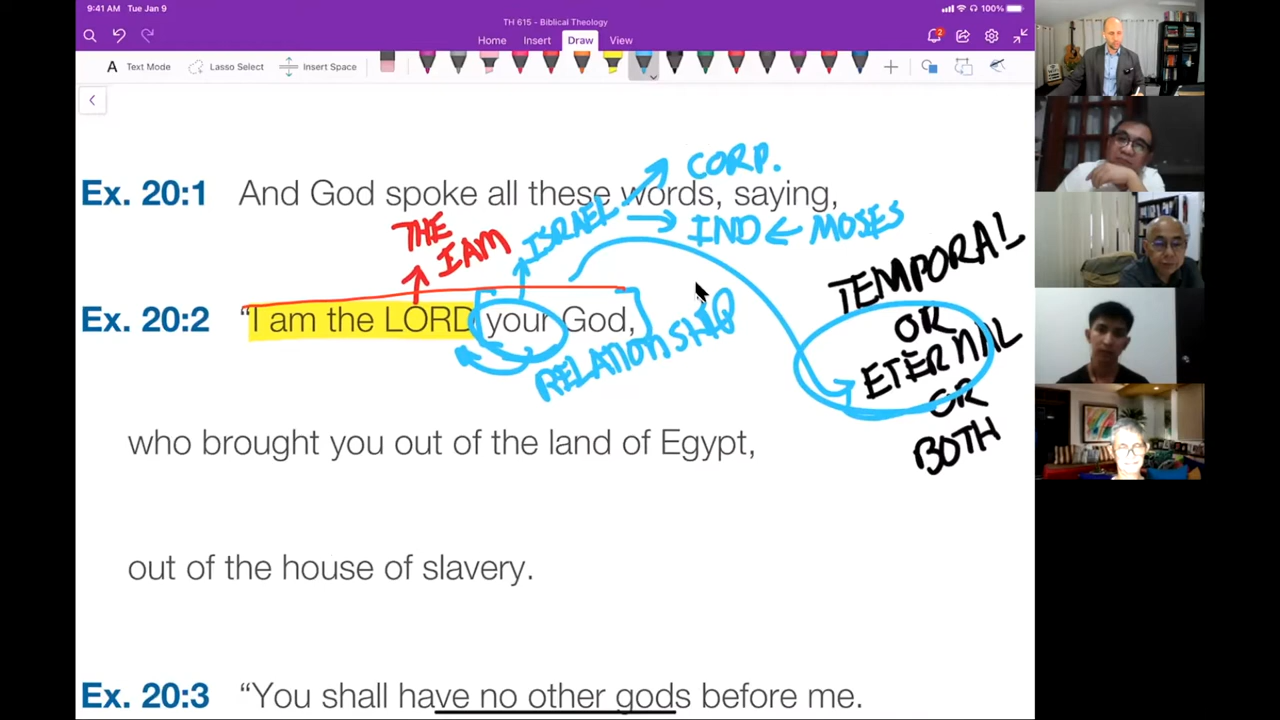 9:41 AM Tue Jan 9
100%
TH 615 - Biblical Theology
Home Insert Draw View
2
A Text Mode Lasso Select Insert Space
CORP.
Ex. 20:1 And God spoke all these words, saying,
THE
I AM
ISRAEL
IND ← MOSES
TEMPORAL
OR
ETERNAL
OR
BOTH
Ex. 20:2 “I am the LORD your God,
RELATIONSHIP
who brought you out of the land of Egypt,
out of the house of slavery.
Ex. 20:3 “You shall have no other gods before me.